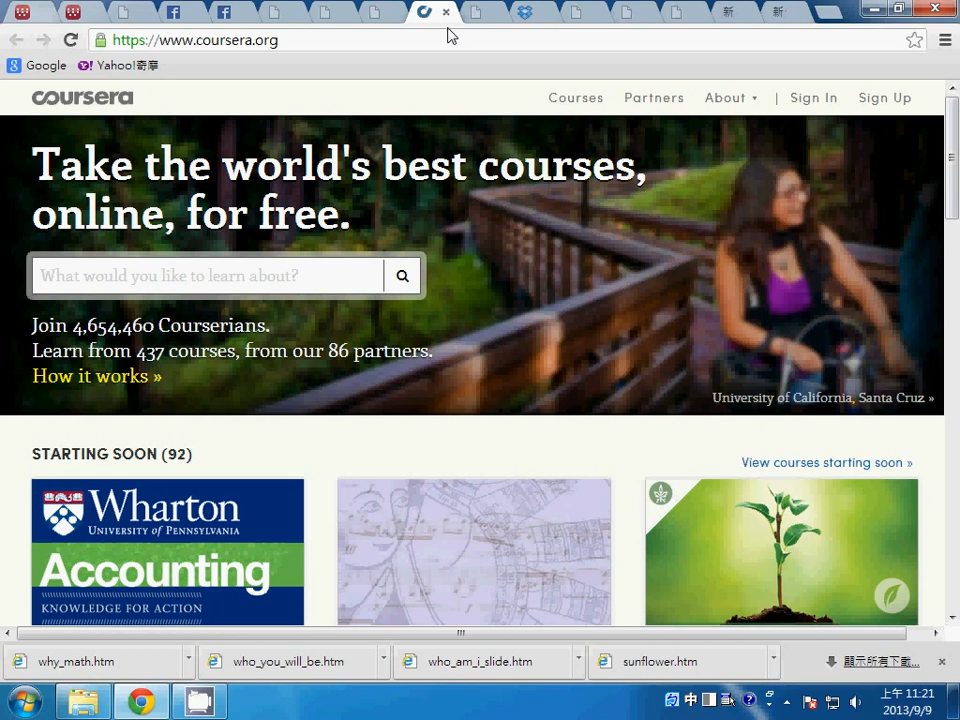 新
新
https://www.coursera.org
Google
Yahoo!奇摩
coursera
Courses
Partners
About
Sign In
Sign Up
Take the world's best courses,
online, for free.
What would you like to learn about?
Join 4,654,460 Courserians.
Learn from 437 courses, from our 86 partners.
How it works »
University of California, Santa Cruz »
STARTING SOON (92)
View courses starting soon »
Wharton
UNIVERSITY of PENNSYLVANIA
Accounting
KNOWLEDGE FOR ACTION
why_math.htm
who_you_will_be.htm
who_am_i_slide.htm
sunflower.htm
顯示所有下載...
中
上午 11:21
2013/9/9